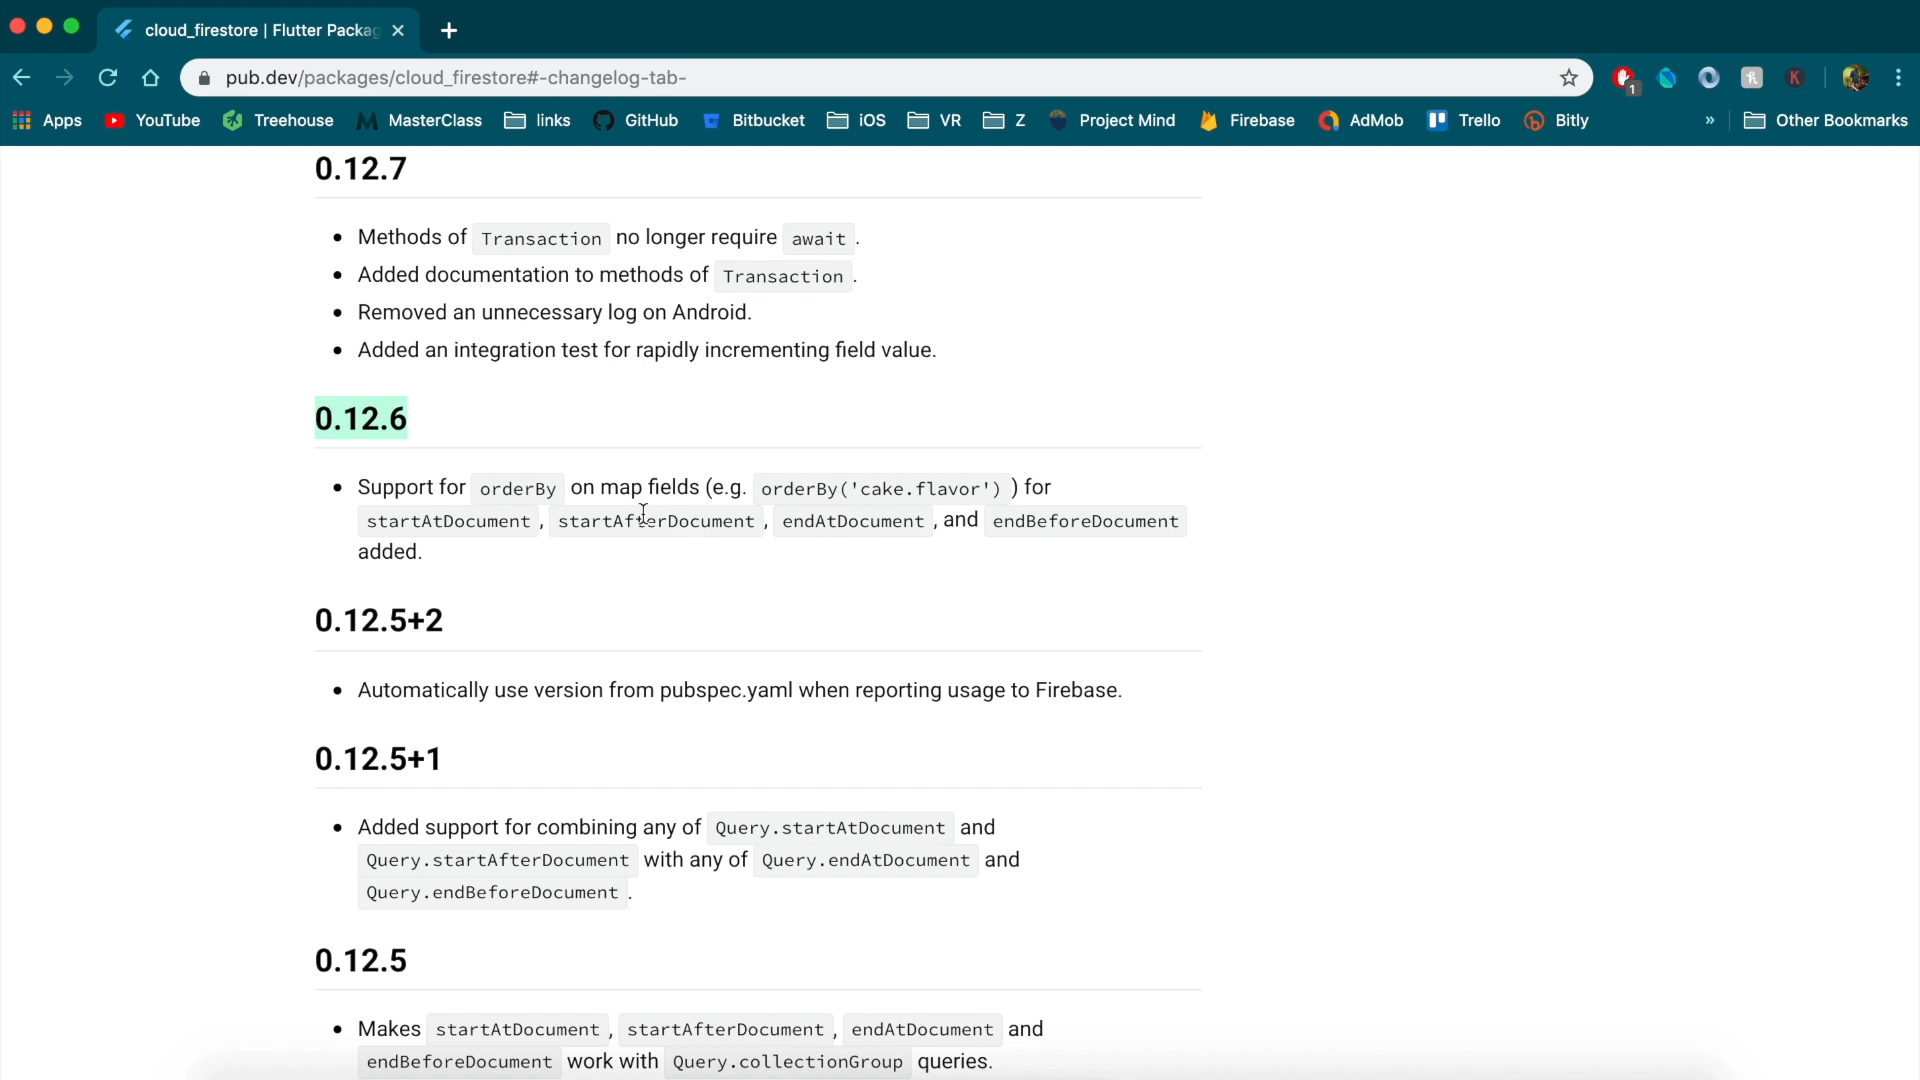 cloud_firestore | Flutter Packag
pub.dev/packages/cloud_firestore#-changelog-tab-
1
K
Apps YouTube Treehouse MasterClass links GitHub Bitbucket iOS VR Z Project Mind Firebase AdMob Trello Bitly » Other Bookmarks
0.12.7
• Methods of Transaction no longer require await .
• Added documentation to methods of Transaction .
• Removed an unnecessary log on Android.
• Added an integration test for rapidly incrementing field value.
0.12.6
• Support for orderBy on map fields (e.g. orderBy('cake.flavor') ) for
startAtDocument , startAfterDocument , endAtDocument , and endBeforeDocument
added.
0.12.5+2
• Automatically use version from pubspec.yaml when reporting usage to Firebase.
0.12.5+1
• Added support for combining any of Query.startAtDocument and
Query.startAfterDocument with any of Query.endAtDocument and
Query.endBeforeDocument .
0.12.5
• Makes startAtDocument , startAfterDocument , endAtDocument and
endBeforeDocument work with Query.collectionGroup queries.